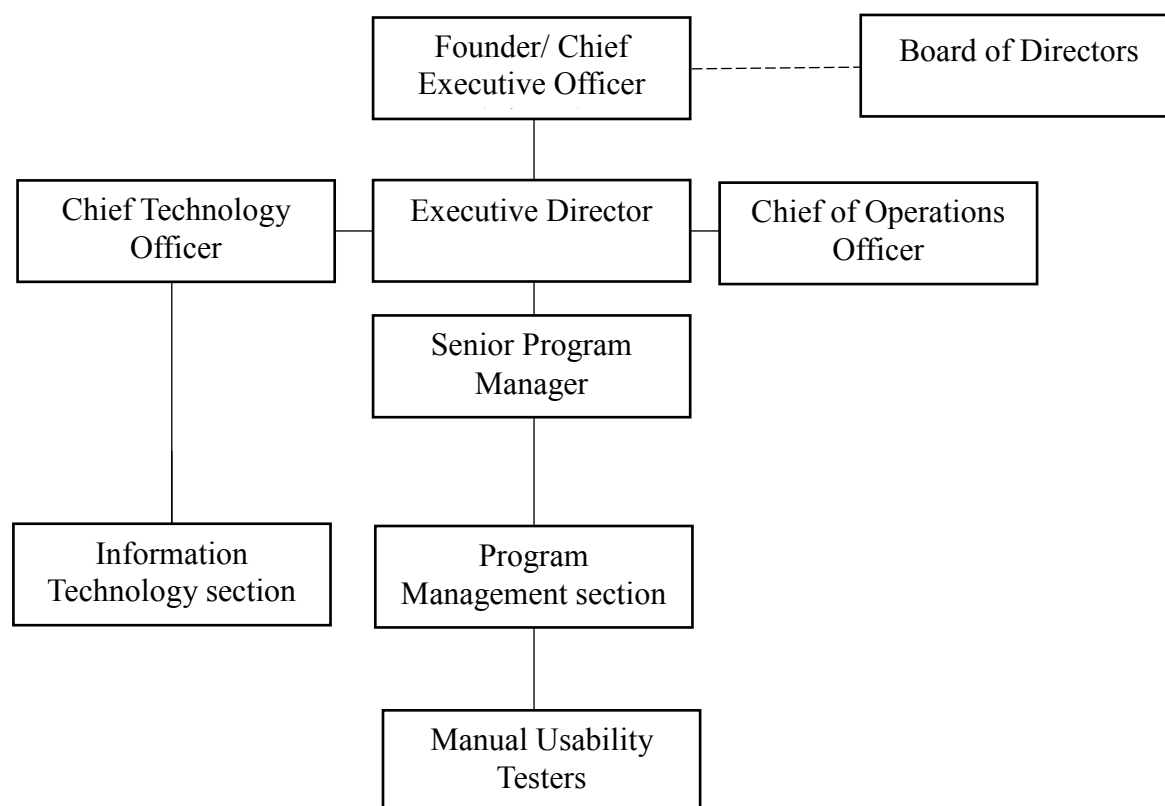 Founder/ Chief
Executive Officer
Board of Directors
Chief Technology
Officer
Executive Director
Chief of Operations
Officer
Senior Program
Manager
Information
Technology section
Program
Management section
Manual Usability
Testers